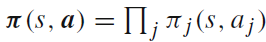 π(s, a) = ∏_j π_j(s, a_j)